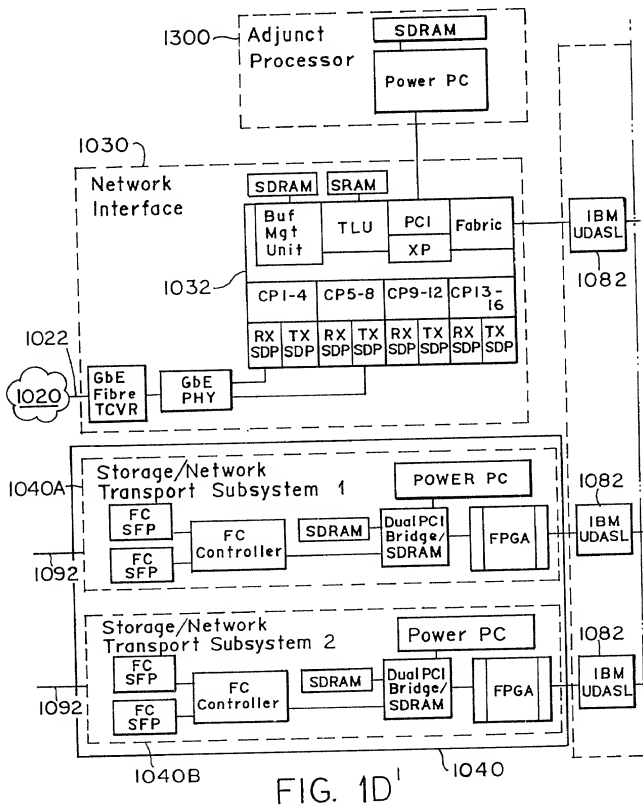 1300
Adjunct
Processor
SDRAM
Power PC
1030
Network
Interface
SDRAM
SRAM
Buf
Mgt
Unit
TLU
PCI
XP
Fabric
IBM
UDASL
1082
1032
CP1-4
CP5-8
CP9-12
CP13-
16
RX
SDP
TX
SDP
RX
SDP
TX
SDP
RX
SDP
TX
SDP
RX
SDP
TX
SDP
1022
1020
GbE
Fibre
TCVR
GbE
PHY
1040A
Storage/Network
Transport Subsystem 1
POWER PC
FC
SFP
FC
SFP
FC
Controller
SDRAM
Dual PCI
Bridge/
SDRAM
FPGA
1082
IBM
UDASL
1092
Storage/Network
Transport Subsystem 2
Power PC
FC
SFP
FC
SFP
FC
Controller
SDRAM
Dual PCI
Bridge/
SDRAM
FPGA
1082
IBM
UDASL
1092
1040B
1040
FIG. 1D'